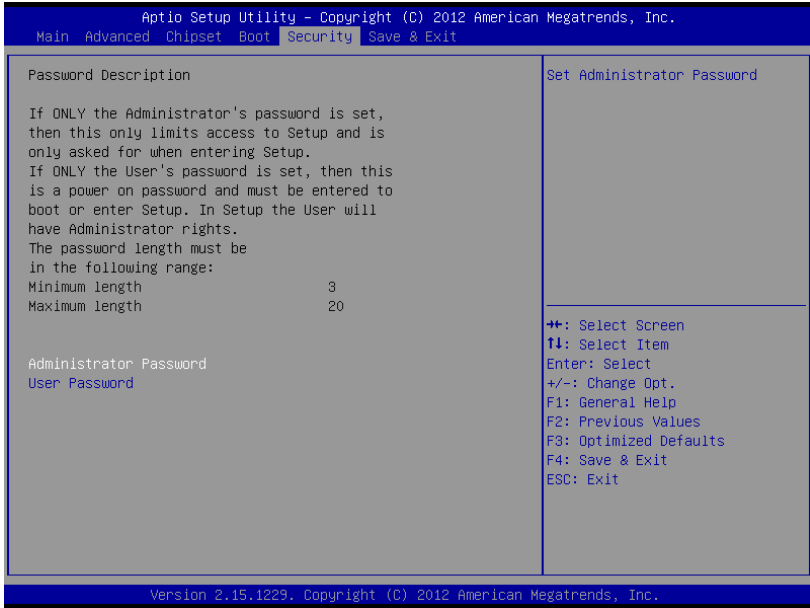 Aptio Setup Utility – Copyright (C) 2012 American Megatrends, Inc.
Main Advanced Chipset Boot Security Save & Exit
Password Description
If ONLY the Administrator's password is set,
then this only limits access to Setup and is
only asked for when entering Setup.
If ONLY the User's password is set, then this
is a power on password and must be entered to
boot or enter Setup. In Setup the User will
have Administrator rights.
The password length must be
in the following range:
Minimum length 3
Maximum length 20
Administrator Password
User Password
Set Administrator Password
→←: Select Screen
↑↓: Select Item
Enter: Select
+/-: Change Opt.
F1: General Help
F2: Previous Values
F3: Optimized Defaults
F4: Save & Exit
ESC: Exit
Version 2.15.1229. Copyright (C) 2012 American Megatrends, Inc.